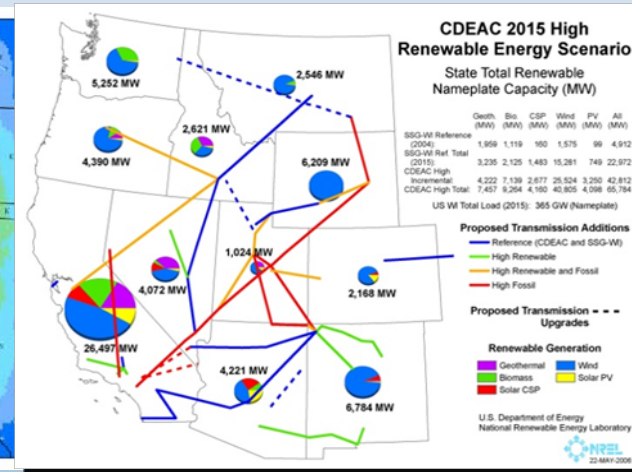 CDEAC 2015 High
Renewable Energy Scenario
State Total Renewable
Nameplate Capacity (MW)
Geoth. Bio CSP Wind PV All
(MW) (MW) (MW) (MW) (MW) (MW)
SSG-WI Reference
(2004): 1,959 1,119 160 1,575 99 4,912
SSG-WI Ref. Total
(2015): 3,235 2,125 1,483 15,281 749 22,972
CDEAC High
Incremental: 4,222 7,139 2,677 25,524 3,250 42,812
CDEAC High Total: 7,457 9,264 4,160 40,805 4,098 65,784
US WI Total Load (2015): 365 GW (Nameplate)
Proposed Transmission Additions
Reference (CDEAC and SSG-WI)
High Renewable
High Renewable and Fossil
High Fossil
Proposed Transmission
Upgrades
Renewable Generation
Geothermal
Wind
Biomass
Solar PV
Solar CSP
U.S. Department of Energy
National Renewable Energy Laboratory
NREL
22-MAY-2006
5,252 MW
2,546 MW
2,621 MW
4,390 MW
6,209 MW
1,024 MW
4,072 MW
2,168 MW
26,497 MW
4,221 MW
6,784 MW